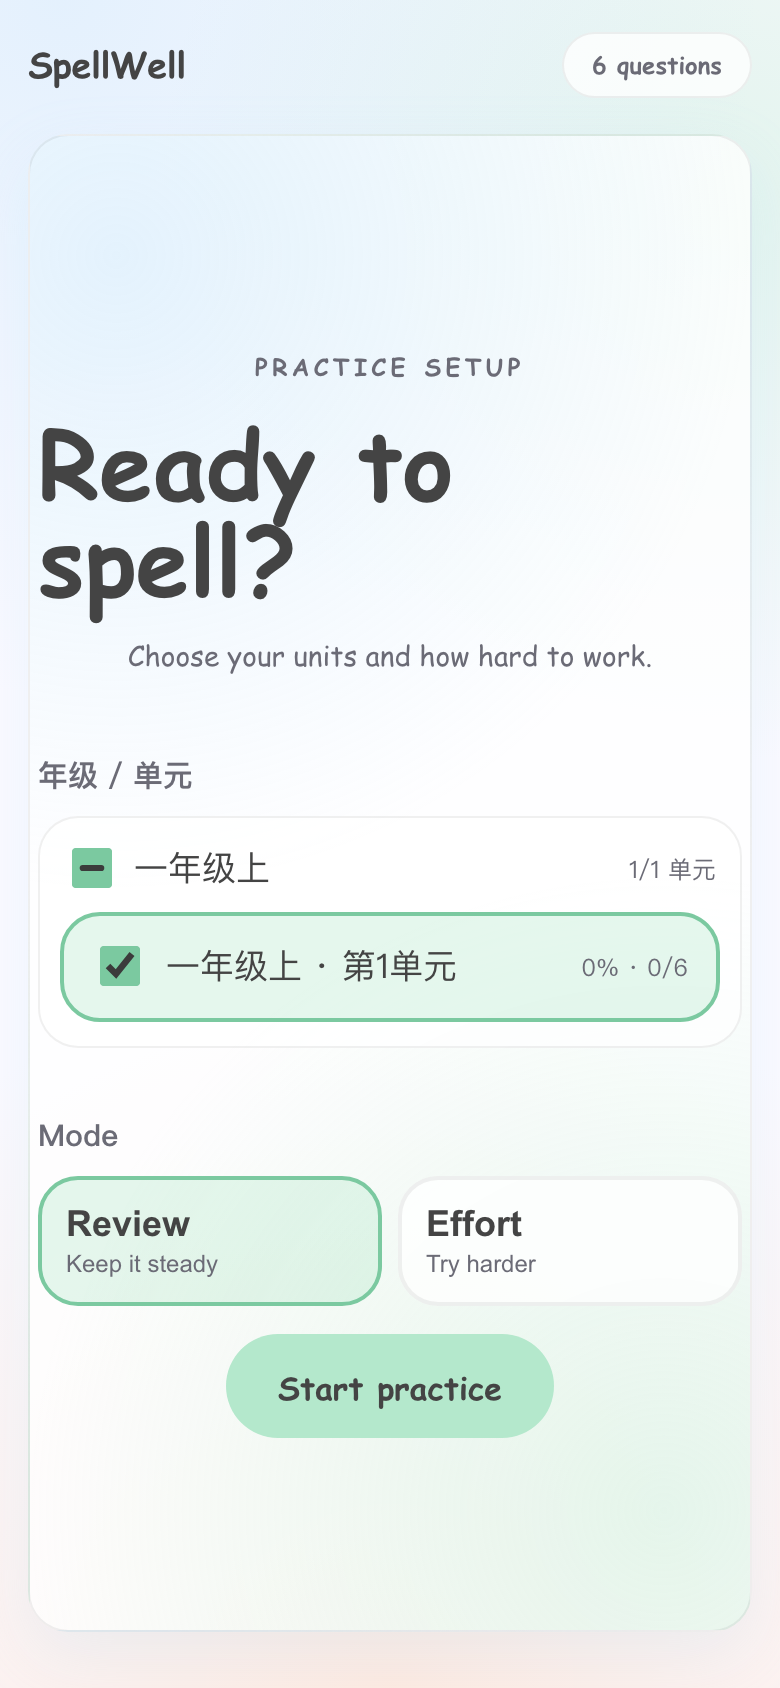 SpellWell
6 questions
PRACTICE SETUP
Ready to
spell?
Choose your units and how hard to work.
年级 / 单元
一年级上
1/1 单元
一年级上 · 第1单元
0% · 0/6
Mode
Review
Keep it steady
Effort
Try harder
Start practice